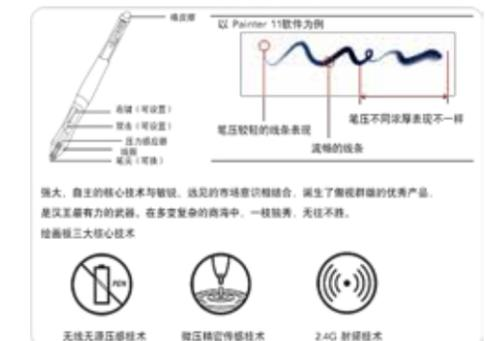 橡皮擦
以 Painter 11软件为例
右键（可设置）
双击（可设置）
压力感应器
线圈
笔尖（可换）
笔压较轻的线条表现
流畅的线条
笔压不同浓厚表现不一样
强大、自主的核心技术与敏锐、远见的市场意识相结合，诞生了傲视群雄的优秀产品，
是汉王最有力的武器。在多变复杂的商海中，一枝独秀，无往不胜。
绘画板三大核心技术
PEN
无线无源压感技术
微压精密传感技术
2.4G 射频技术